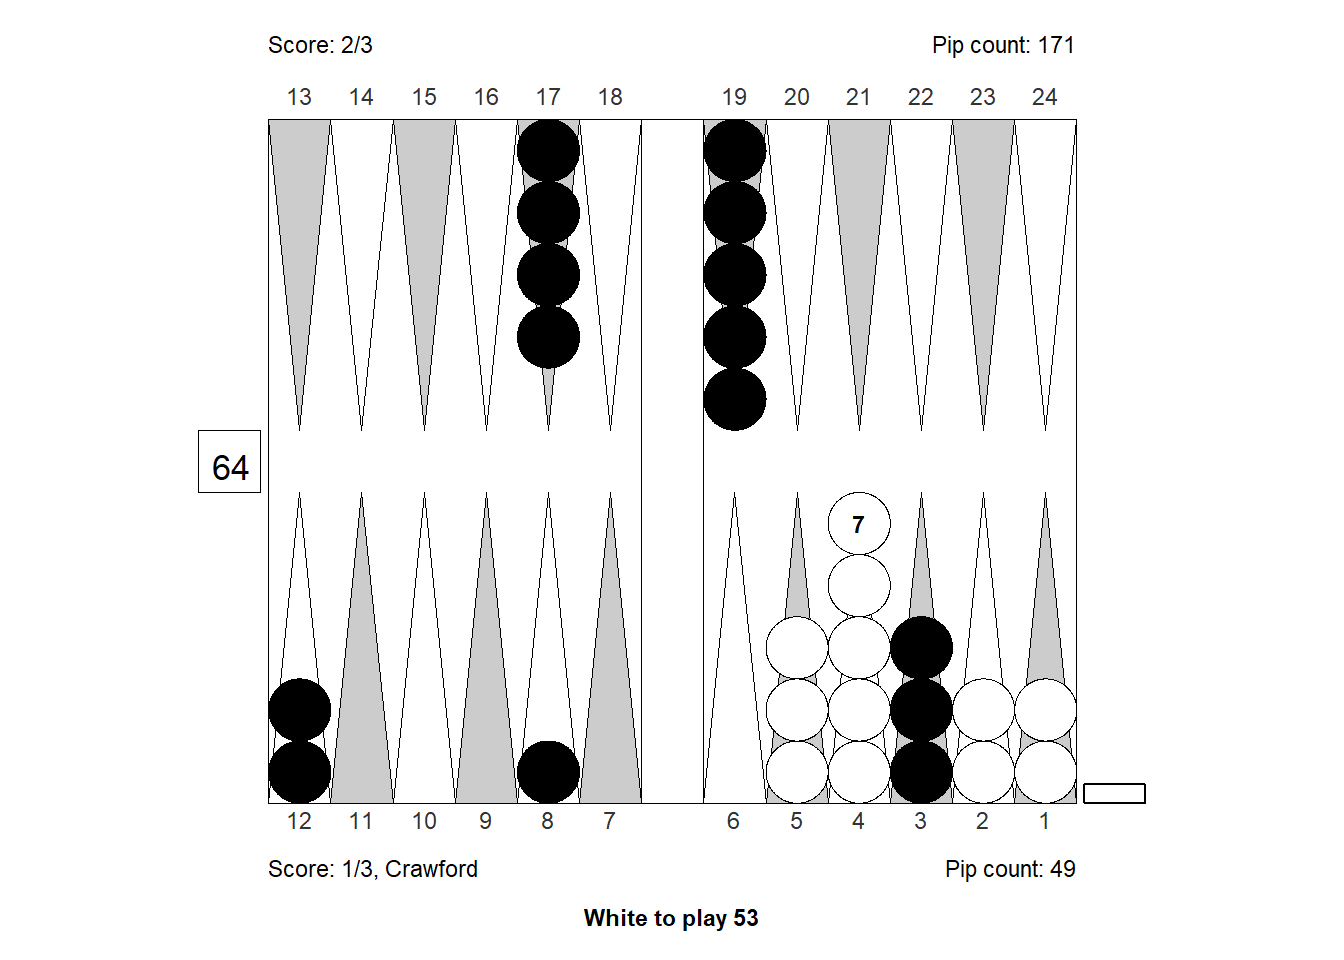 Score: 2/3 Pip count: 171
13 14 15 16 17 18 19 20 21 22 23 24
64
7
12 11 10 9 8 7 6 5 4 3 2 1
Score: 1/3, Crawford Pip count: 49
White to play 53